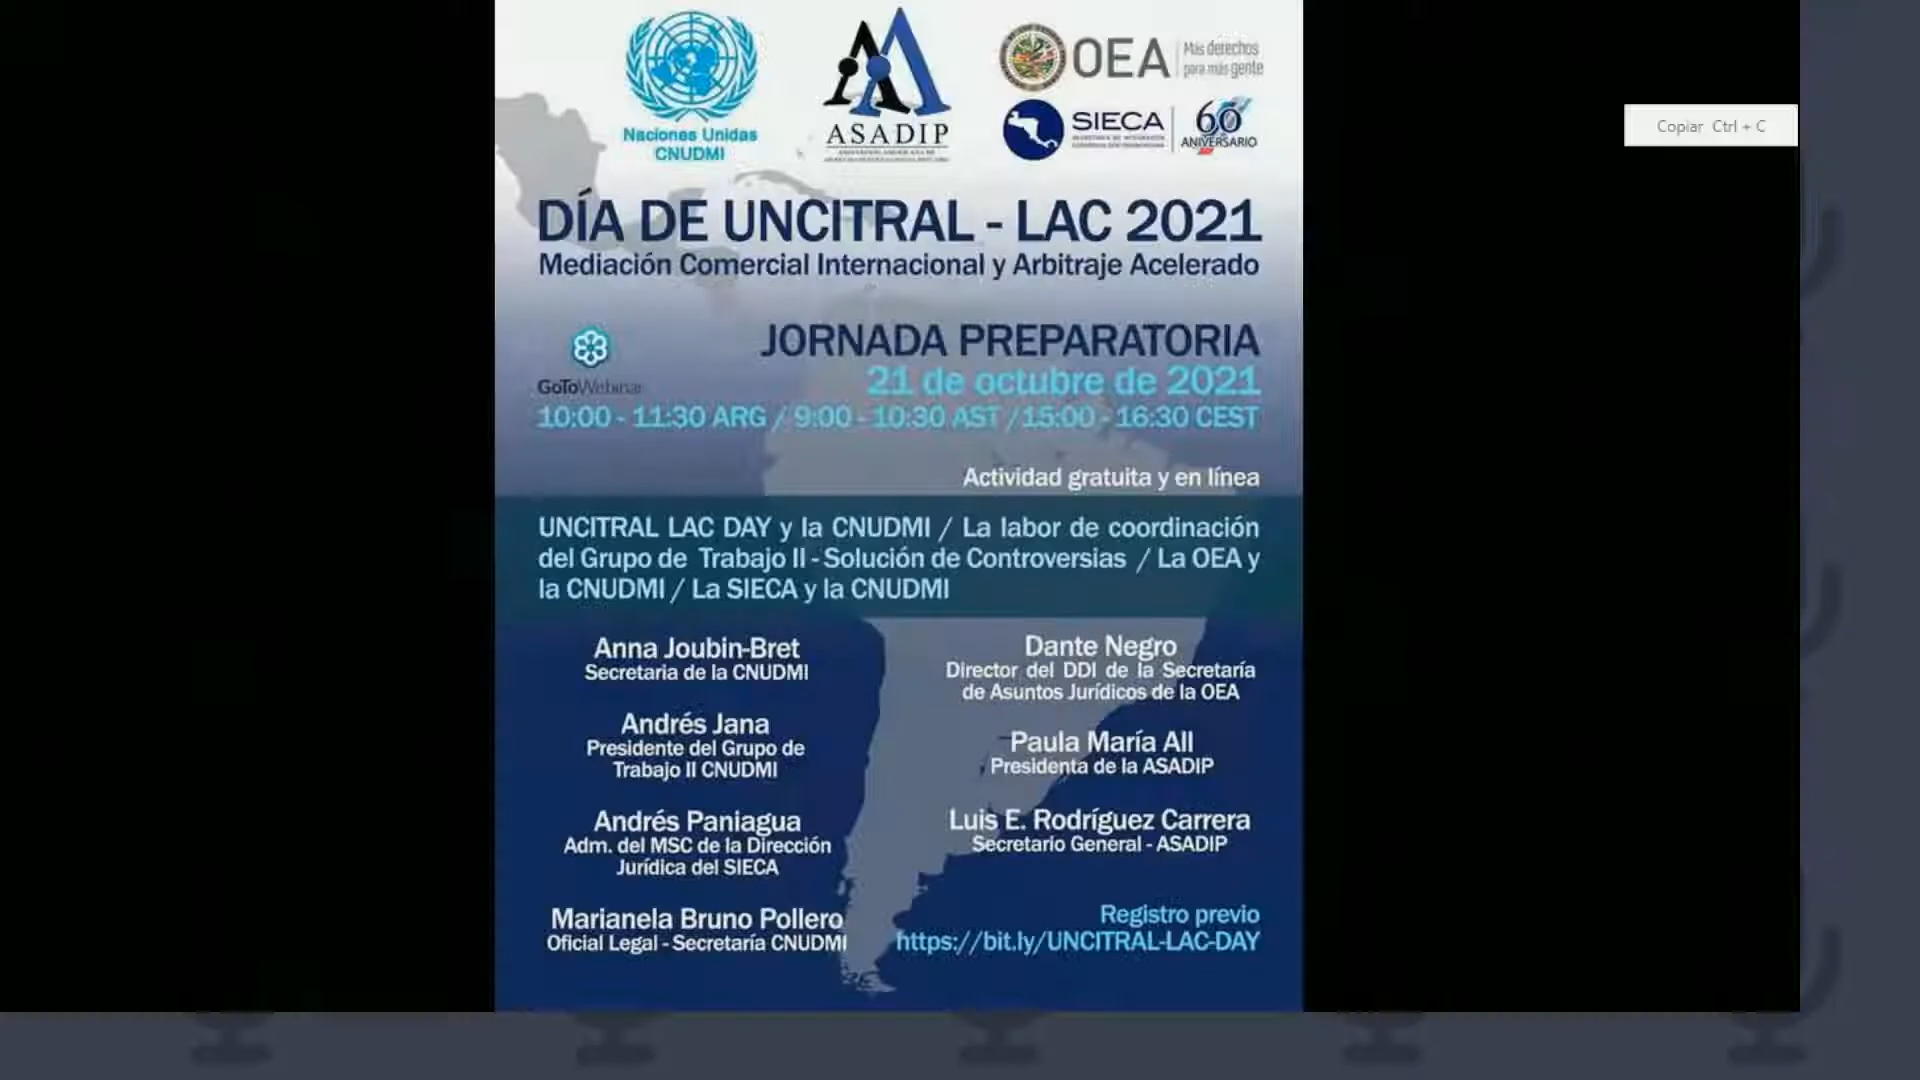 Naciones Unidas
CNUDMI
ASADIP
OEA
Más derechos
para más gente
SIECA
60
ANIVERSARIO
Copiar Ctrl + C
DÍA DE UNCITRAL - LAC 2021
Mediación Comercial Internacional y Arbitraje Acelerado
GoToWebinar
JORNADA PREPARATORIA
21 de octubre de 2021
10:00 - 11:30 ARG / 9:00 - 10:30 AST / 15:00 - 16:30 CEST
Actividad gratuita y en línea
UNCITRAL LAC DAY y la CNUDMI / La labor de coordinación
del Grupo de Trabajo II - Solución de Controversias / La OEA y
la CNUDMI / La SIECA y la CNUDMI
Anna Joubin-Bret
Secretaria de la CNUDMI
Andrés Jana
Presidente del Grupo de
Trabajo II CNUDMI
Andrés Paniagua
Adm. del MSC de la Dirección
Jurídica del SIECA
Marianela Bruno Pollero
Oficial Legal - Secretaría CNUDMI
Dante Negro
Director del DDI de la Secretaría
de Asuntos Jurídicos de la OEA
Paula María All
Presidenta de la ASADIP
Luis E. Rodríguez Carrera
Secretario General - ASADIP
Registro previo
https://bit.ly/UNCITRAL-LAC-DAY